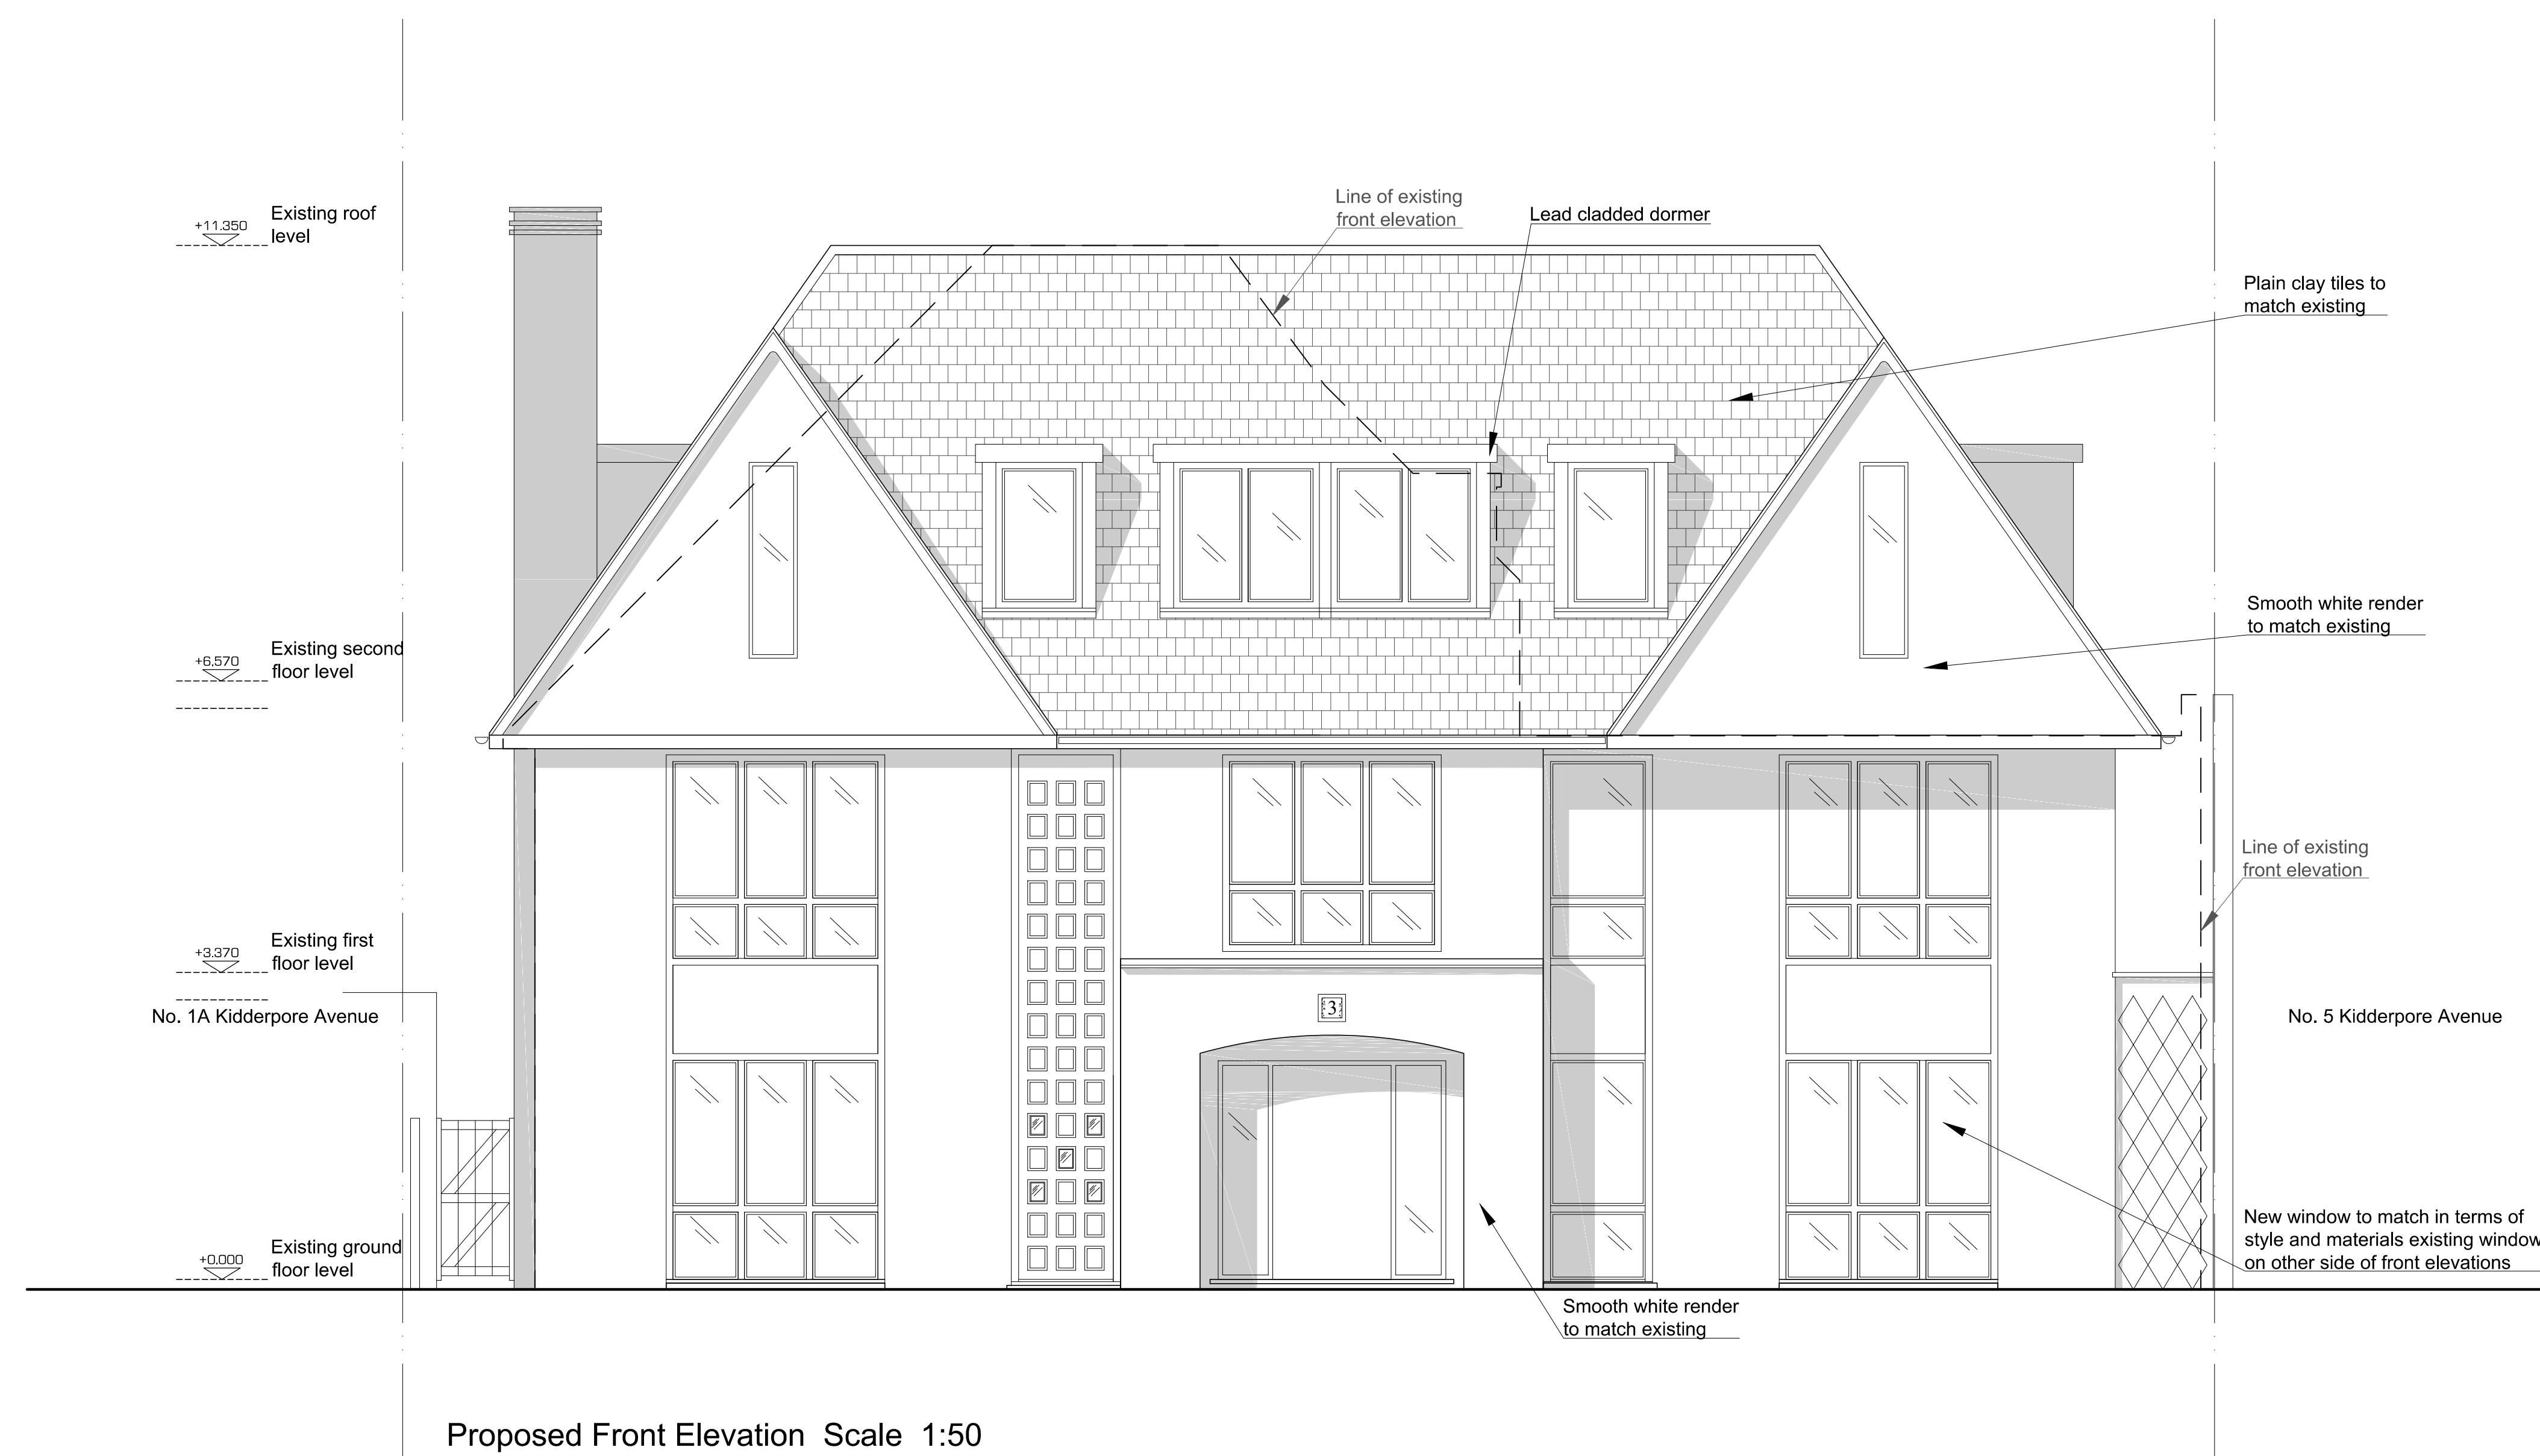 Line of existing
front elevation
Lead cladded dormer
+11.350
Existing roof
level
Plain clay tiles to
match existing
Smooth white render
to match existing
+6,570
Existing second
floor level
Line of existing
front elevation
+3.370
Existing first
floor level
No. 1A Kidderpore Avenue
3
No. 5 Kidderpore Avenue
New window to match in terms of
style and materials existing window
on other side of front elevations
+0,000
Existing ground
floor level
Smooth white render
to match existing
Proposed Front Elevation Scale 1:50